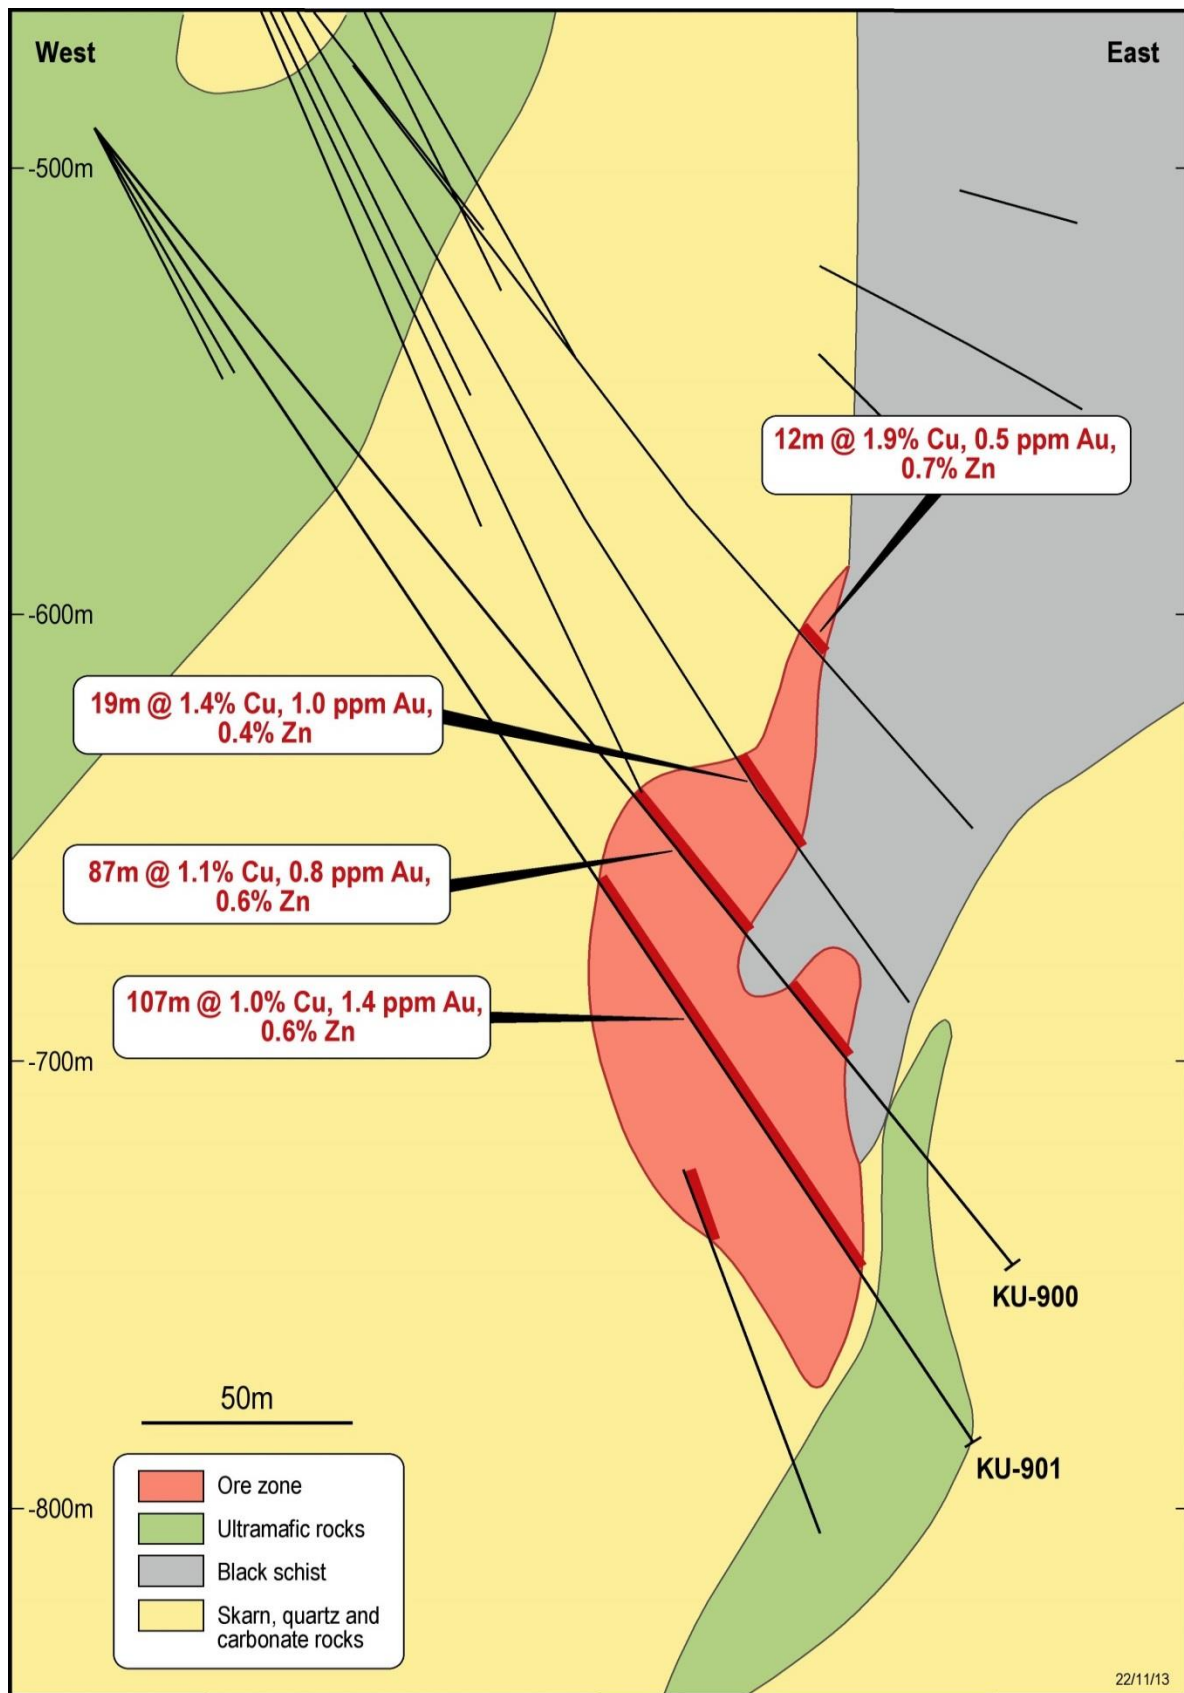 West
East
-500m
12m @ 1.9% Cu, 0.5 ppm Au,
0.7% Zn
-600m
19m @ 1.4% Cu, 1.0 ppm Au,
0.4% Zn
87m @ 1.1% Cu, 0.8 ppm Au,
0.6% Zn
107m @ 1.0% Cu, 1.4 ppm Au,
0.6% Zn
-700m
KU-900
50m
KU-901
Ore zone
-800m
Ultramafic rocks
Black schist
Skarn, quartz and
carbonate rocks
22/11/13